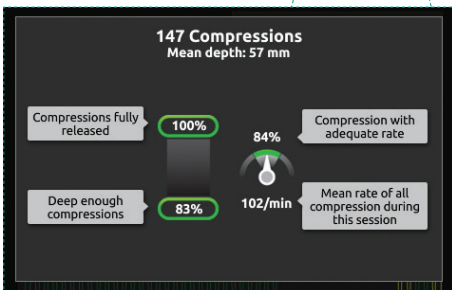 147 Compressions
Mean depth: 57 mm
Compressions fully
released
100%
84%
Compression with
adequate rate
Deep enough
compressions
83%
102/min
Mean rate of all
compression during
this session